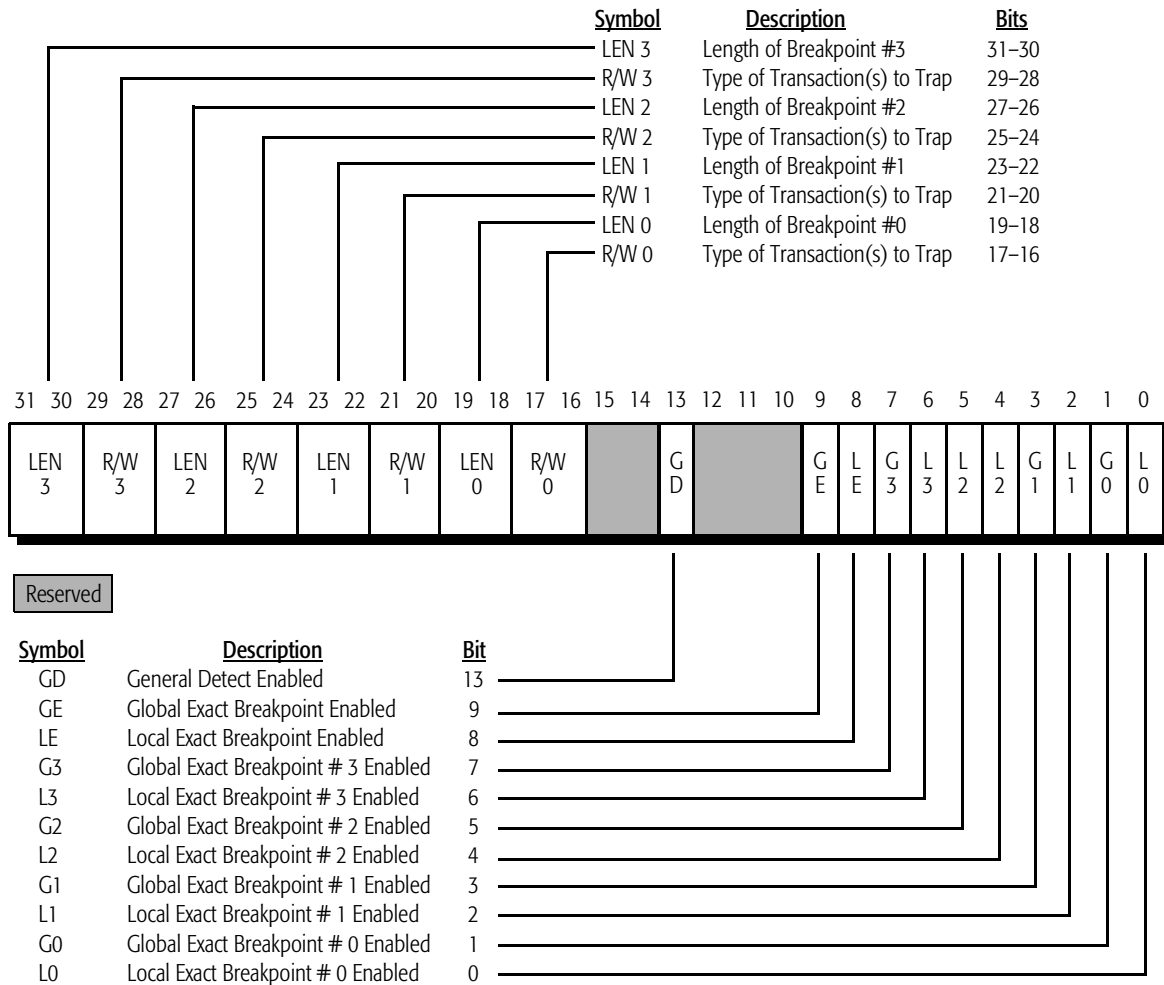 Symbol Description Bits
LEN 3 Length of Breakpoint #3 31–30
R/W 3 Type of Transaction(s) to Trap 29–28
LEN 2 Length of Breakpoint #2 27–26
R/W 2 Type of Transaction(s) to Trap 25–24
LEN 1 Length of Breakpoint #1 23–22
R/W 1 Type of Transaction(s) to Trap 21–20
LEN 0 Length of Breakpoint #0 19–18
R/W 0 Type of Transaction(s) to Trap 17–16
31 30 29 28 27 26 25 24 23 22 21 20 19 18 17 16 15 14 13 12 11 10 9 8 7 6 5 4 3 2 1 0
LEN R/W LEN R/W LEN R/W LEN R/W G G L G L L L G L G L
3 3 2 2 1 1 0 0 D E E 3 3 2 2 1 1 0 0
Reserved
Symbol Description Bit
GD General Detect Enabled 13
GE Global Exact Breakpoint Enabled 9
LE Local Exact Breakpoint Enabled 8
G3 Global Exact Breakpoint # 3 Enabled 7
L3 Local Exact Breakpoint # 3 Enabled 6
G2 Global Exact Breakpoint # 2 Enabled 5
L2 Local Exact Breakpoint # 2 Enabled 4
G1 Global Exact Breakpoint # 1 Enabled 3
L1 Local Exact Breakpoint # 1 Enabled 2
G0 Global Exact Breakpoint # 0 Enabled 1
L0 Local Exact Breakpoint # 0 Enabled 0